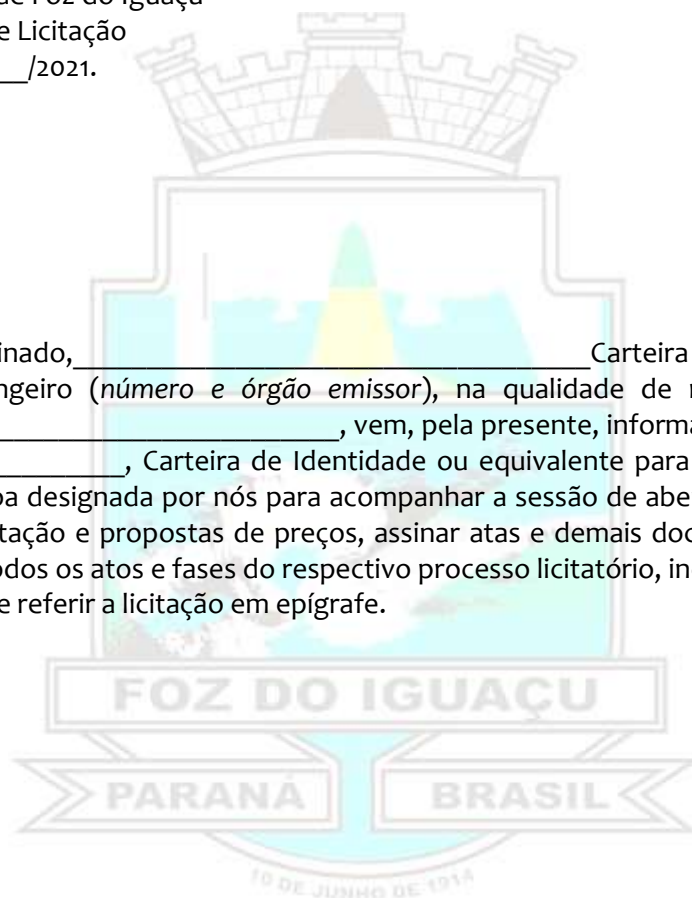 de Foz do Iguaçu
e Licitação
__/2021.
inado,___________________________________Carteira
ngeiro (número e órgão emissor), na qualidade de
_______________________, vem, pela presente, informa
_________, Carteira de Identidade ou equivalente para
oa designada por nós para acompanhar a sessão de abe
tação e propostas de preços, assinar atas e demais doc
odos os atos e fases do respectivo processo licitatório, in
e referir a licitação em epígrafe.
FOZ DO IGUAÇU
PARANÁ BRASIL
10 DE JUNHO DE 1914